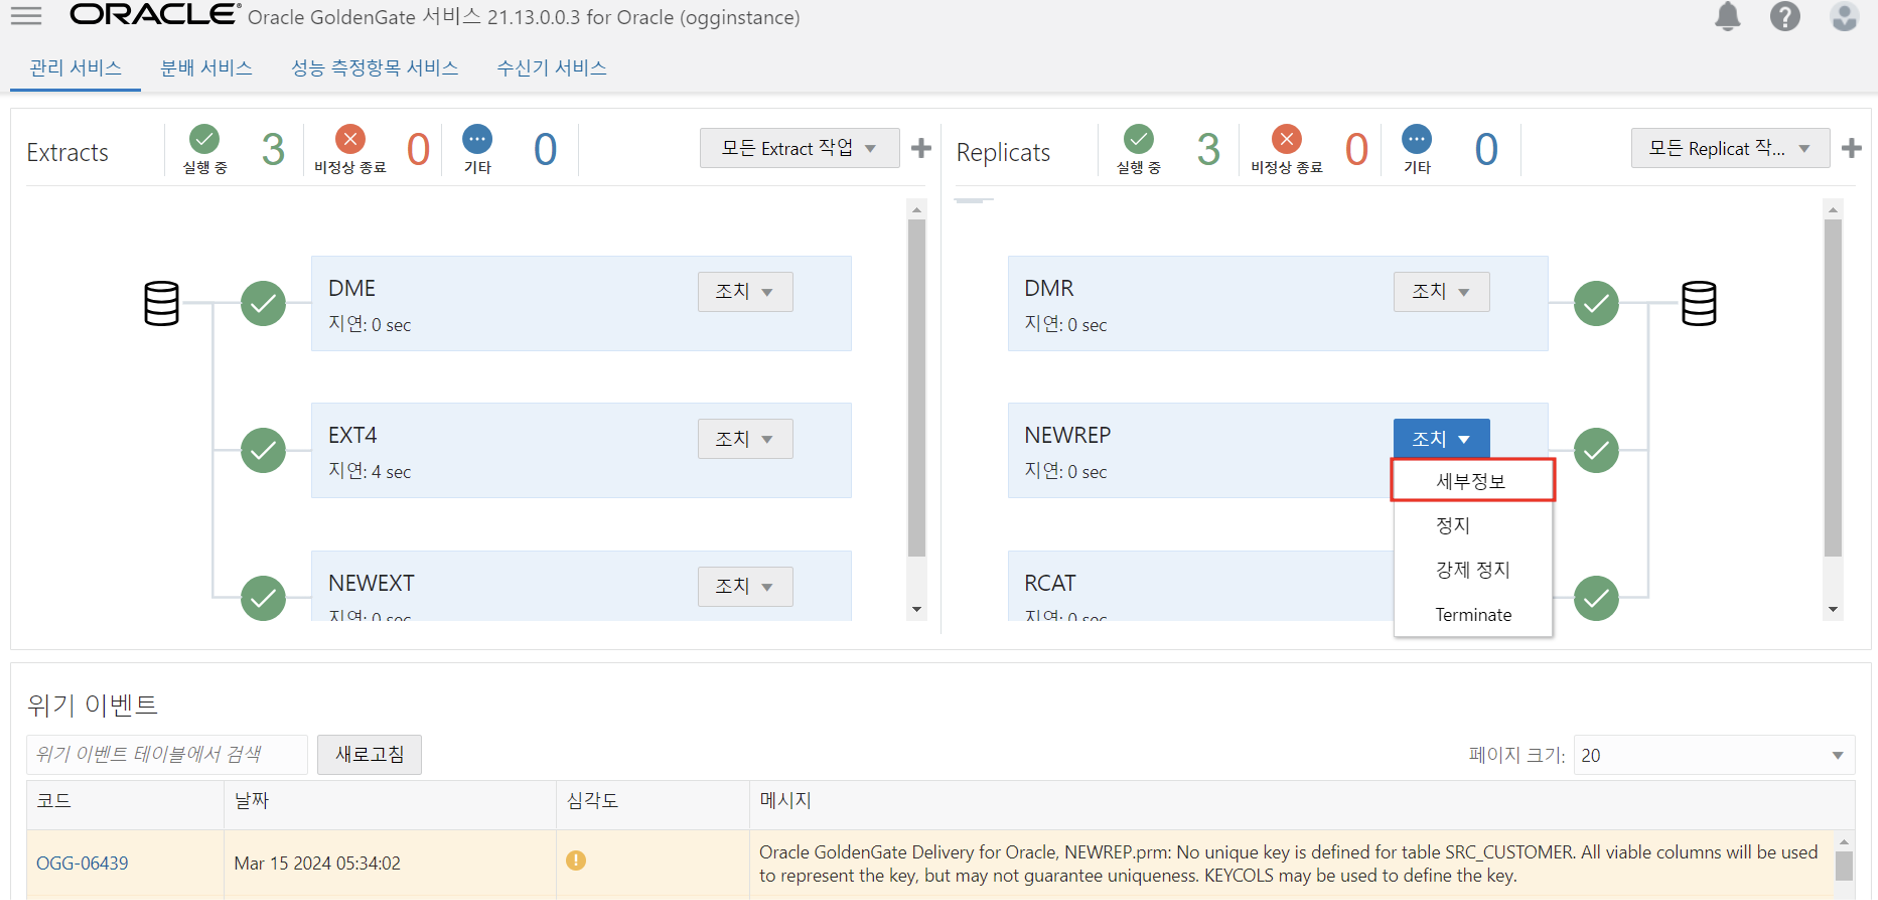 ORACLE® Oracle GoldenGate 서비스 21.13.0.0.3 for Oracle (ogginstance)
관리 서비스 분배 서비스 성능 측정항목 서비스 수신기 서비스
Extracts 실행 중 3 비정상 종료 0 기타 0 모든 Extract 작업
Replicats 실행 중 3 비정상 종료 0 기타 0 모든 Replicat 작...
DME 조치
지연: 0 sec
EXT4 조치
지연: 4 sec
NEWEXT 조치
지연: 0 sec
DMR 조치
지연: 0 sec
NEWREP 조치
지연: 0 sec
세부정보
정지
강제 정지
Terminate
RCAT
지연: 0 sec
위기 이벤트
위기 이벤트 테이블에서 검색 새로고침 페이지 크기: 20
코드 날짜 심각도 메시지
OGG-06439 Mar 15 2024 05:34:02 Oracle GoldenGate Delivery for Oracle, NEWREP.prm: No unique key is defined for table SRC_CUSTOMER. All viable columns will be used
to represent the key, but may not guarantee uniqueness. KEYCOLS may be used to define the key.